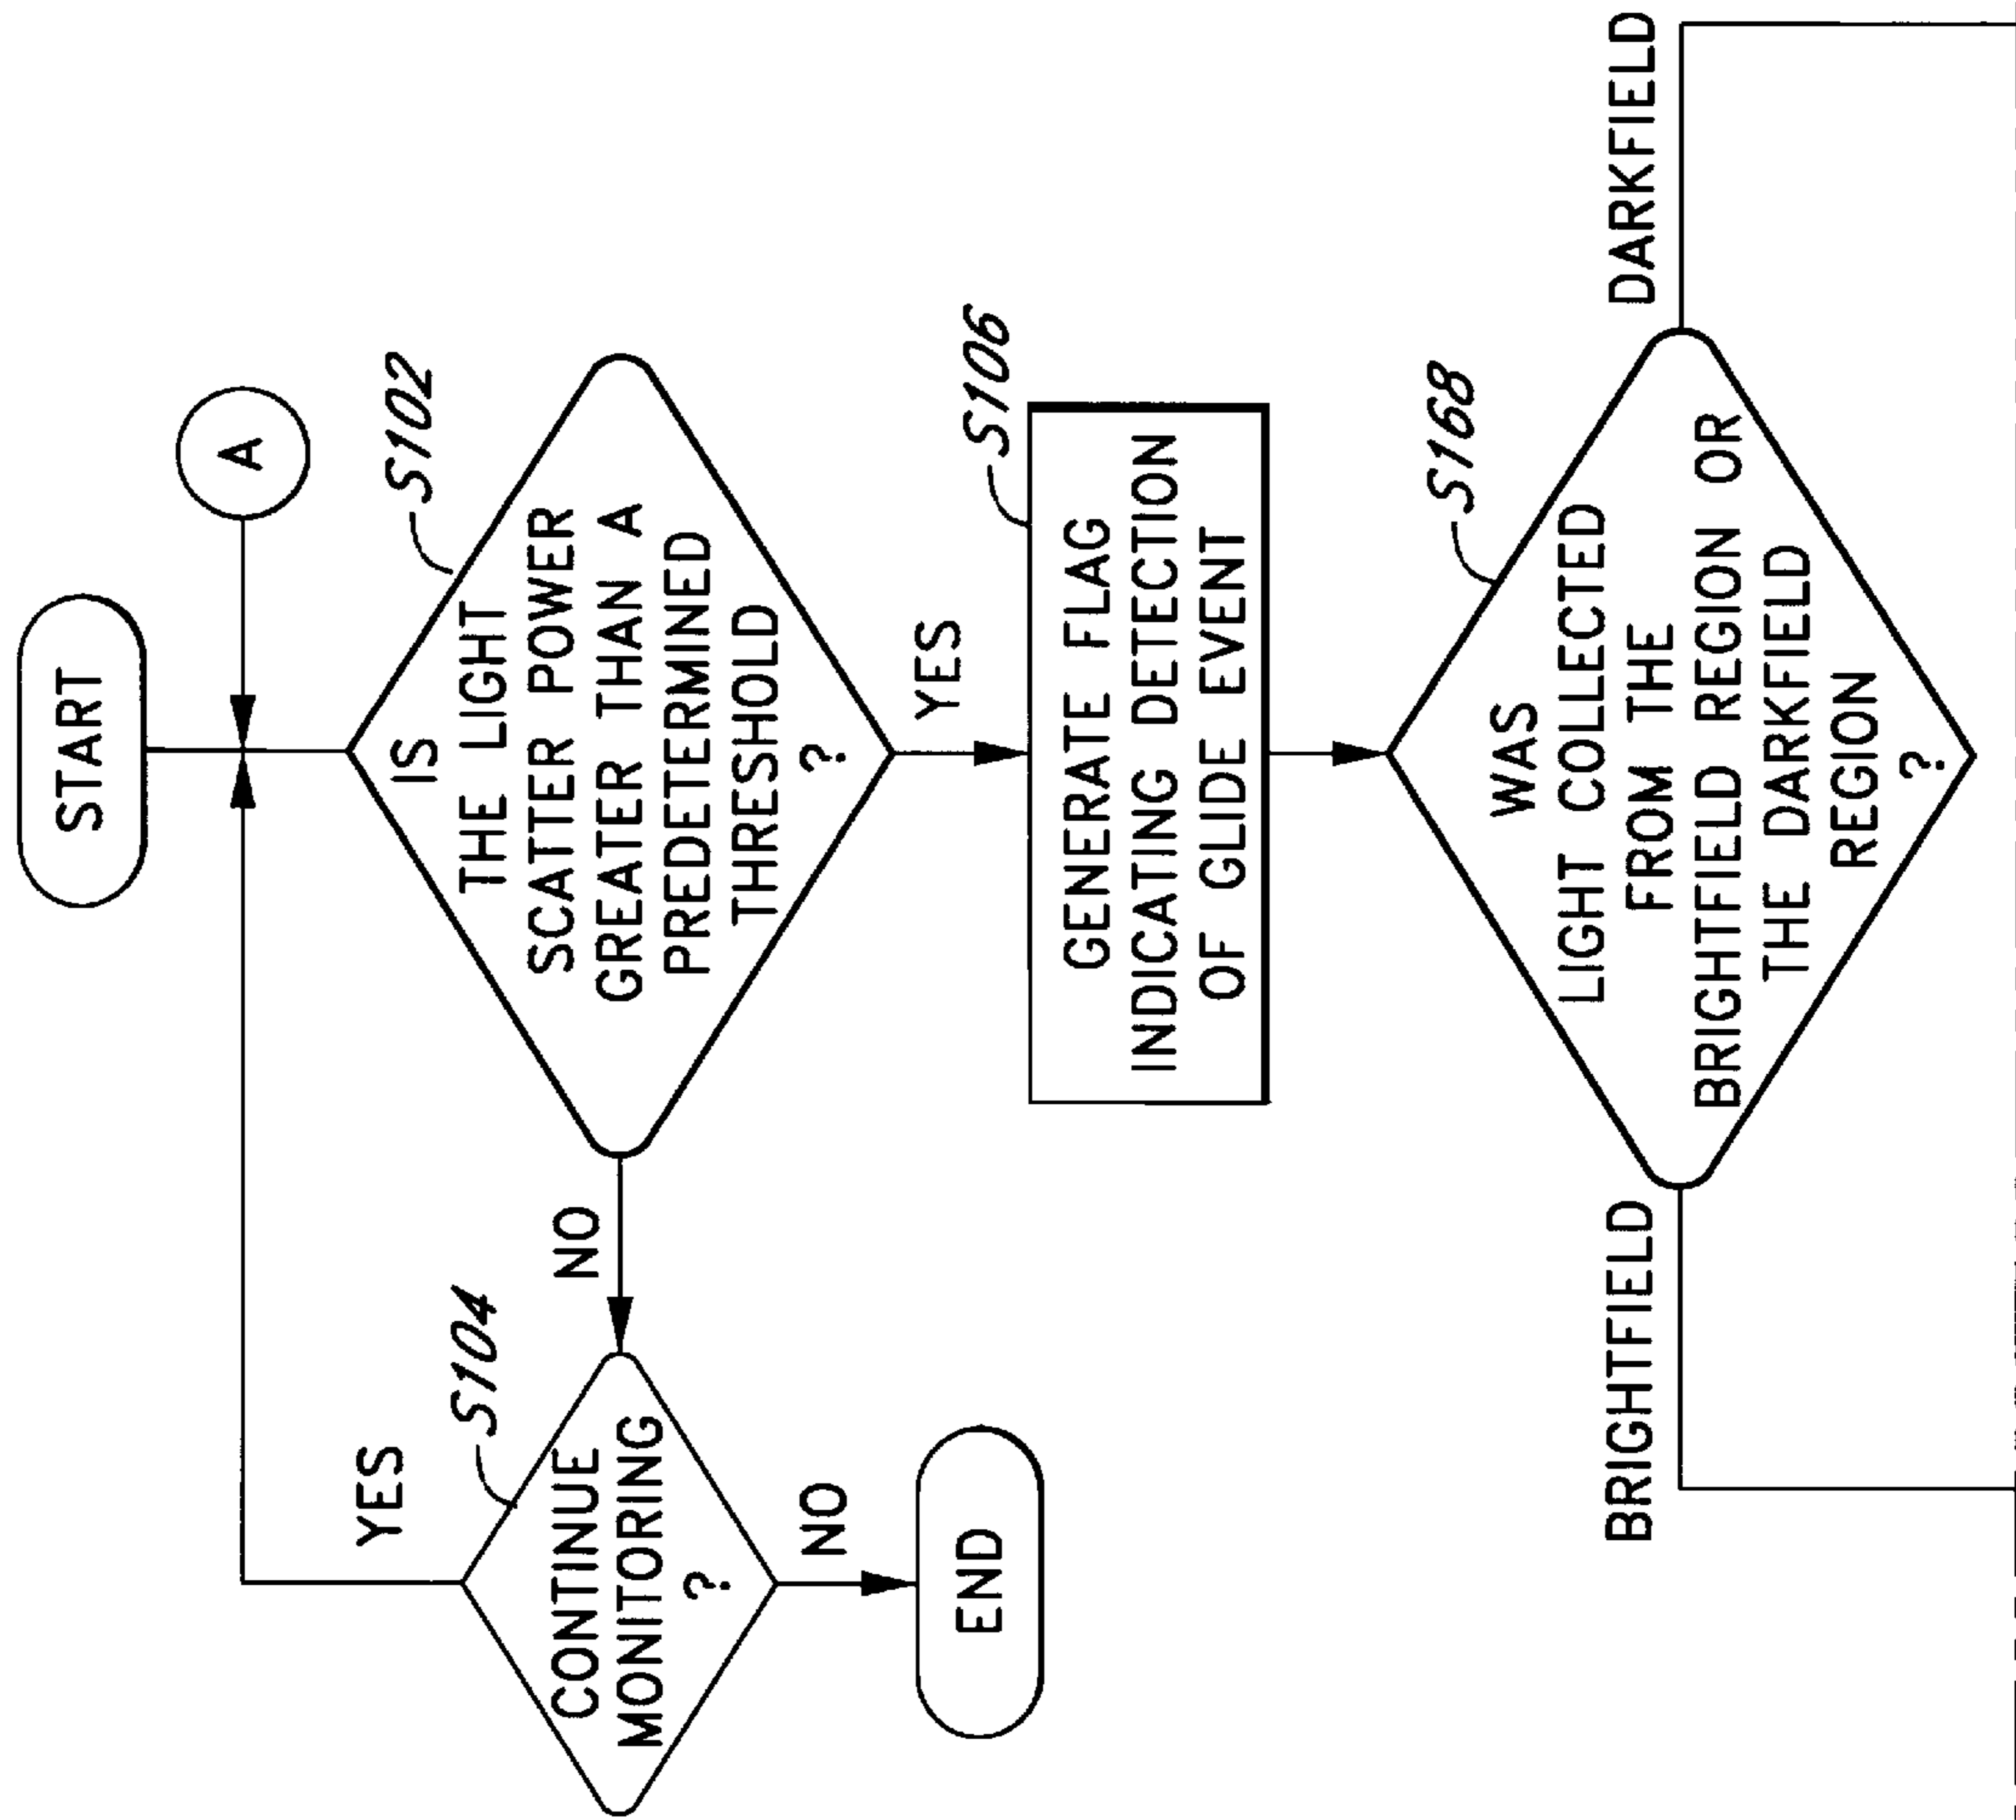 START
A
S102
IS
THE LIGHT
SCATTER POWER
GREATER THAN A
PREDETERMINED
THRESHOLD
?
NO
YES
S104
CONTINUE
MONITORING
?
YES
NO
END
S106
GENERATE FLAG
INDICATING DETECTION
OF GLIDE EVENT
S168
WAS
LIGHT COLLECTED
FROM THE
BRIGHTFIELD REGION OR
THE DARKFIELD
REGION
?
BRIGHTFIELD
DARKFIELD